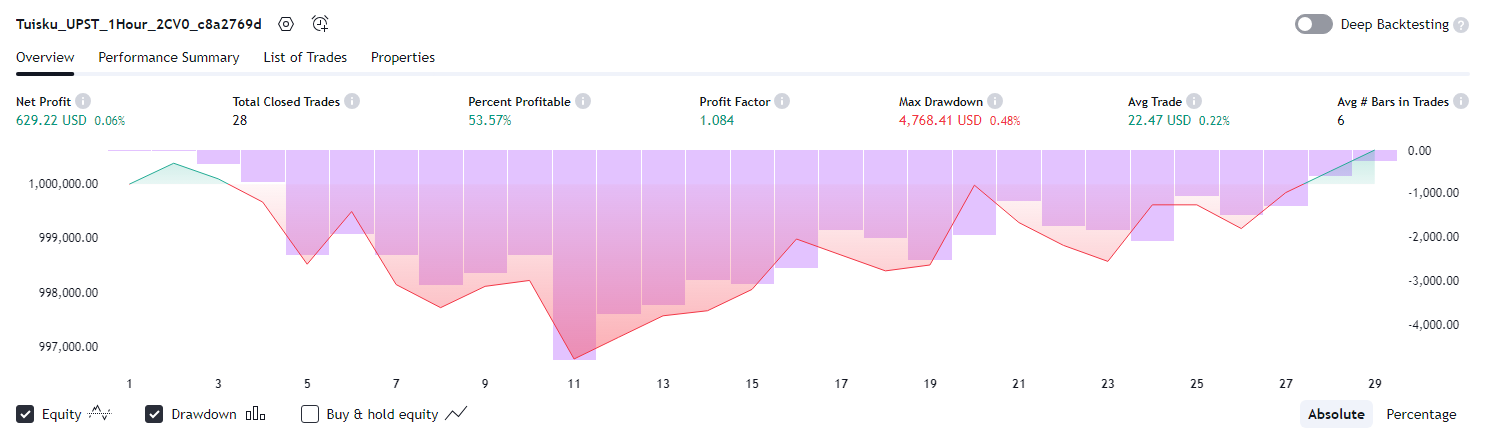 Tuisku_UPST_1Hour_2CV0_c8a2769d
Deep Backtesting ?
Overview Performance Summary List of Trades Properties
Net Profit Total Closed Trades Percent Profitable Profit Factor Max Drawdown Avg Trade Avg # Bars in Trades
629.22 USD 0.06% 28 53.57% 1.084 4,768.41 USD 0.48% 22.47 USD 0.22% 6
0.00
1,000,000.00 -1,000.00
999,000.00 -2,000.00
998,000.00 -3,000.00
-4,000.00
997,000.00
1 3 5 7 9 11 13 15 17 19 21 23 25 27 29
Equity Drawdown Buy & hold equity Absolute Percentage